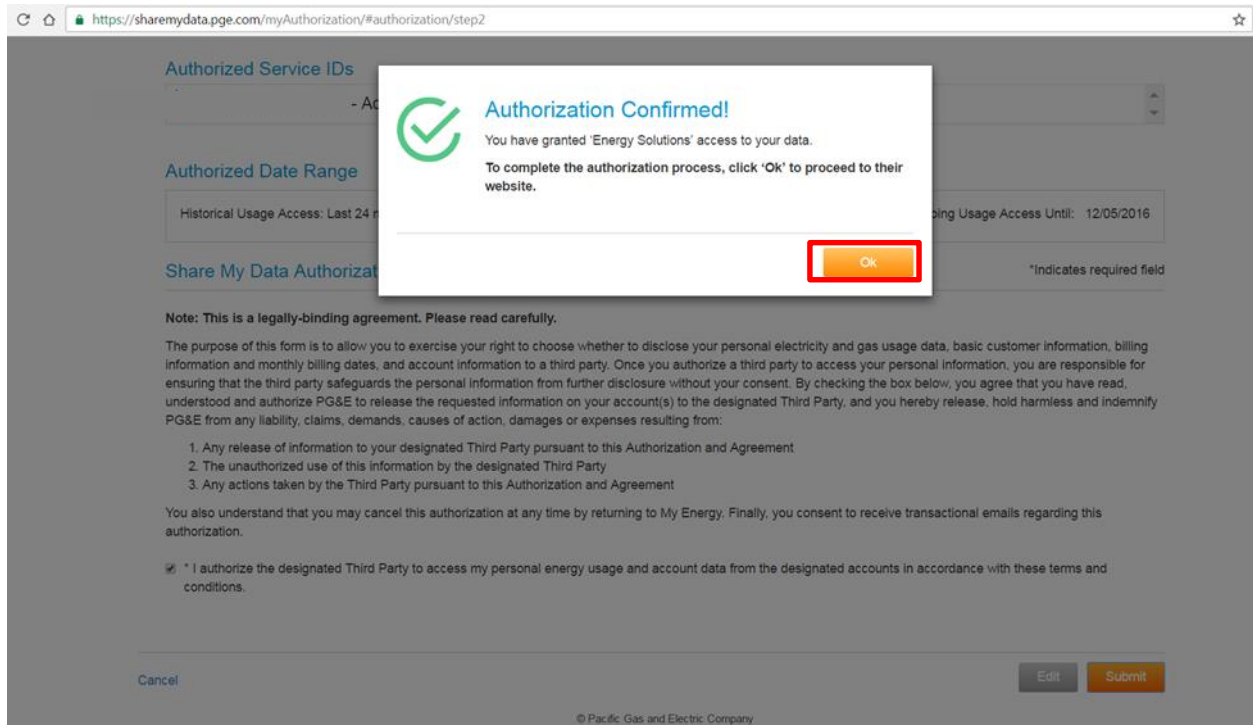 https://sharemydata.pge.com/myAuthorization/#authorization/step2
Authorized Service IDs
- Ac
Authorization Confirmed!
You have granted 'Energy Solutions' access to your data.
To complete the authorization process, click 'Ok' to proceed to their
website.
Ok
Authorized Date Range
Historical Usage Access: Last 24 m
oing Usage Access Until: 12/05/2016
Share My Data Authorizat
*Indicates required field
Note: This is a legally-binding agreement. Please read carefully.
The purpose of this form is to allow you to exercise your right to choose whether to disclose your personal electricity and gas usage data, basic customer information, billing
information and monthly billing dates, and account information to a third party. Once you authorize a third party to access your personal information, you are responsible for
ensuring that the third party safeguards the personal information from further disclosure without your consent. By checking the box below, you agree that you have read,
understood and authorize PG&E to release the requested information on your account(s) to the designated Third Party, and you hereby release, hold harmless and indemnify
PG&E from any liability, claims, demands, causes of action, damages or expenses resulting from:
1. Any release of information to your designated Third Party pursuant to this Authorization and Agreement
2. The unauthorized use of this information by the designated Third Party
3. Any actions taken by the Third Party pursuant to this Authorization and Agreement
You also understand that you may cancel this authorization at any time by returning to My Energy. Finally, you consent to receive transactional emails regarding this
authorization.
* I authorize the designated Third Party to access my personal energy usage and account data from the designated accounts in accordance with these terms and
conditions.
Cancel
Edit
Submit
© Pacific Gas and Electric Company